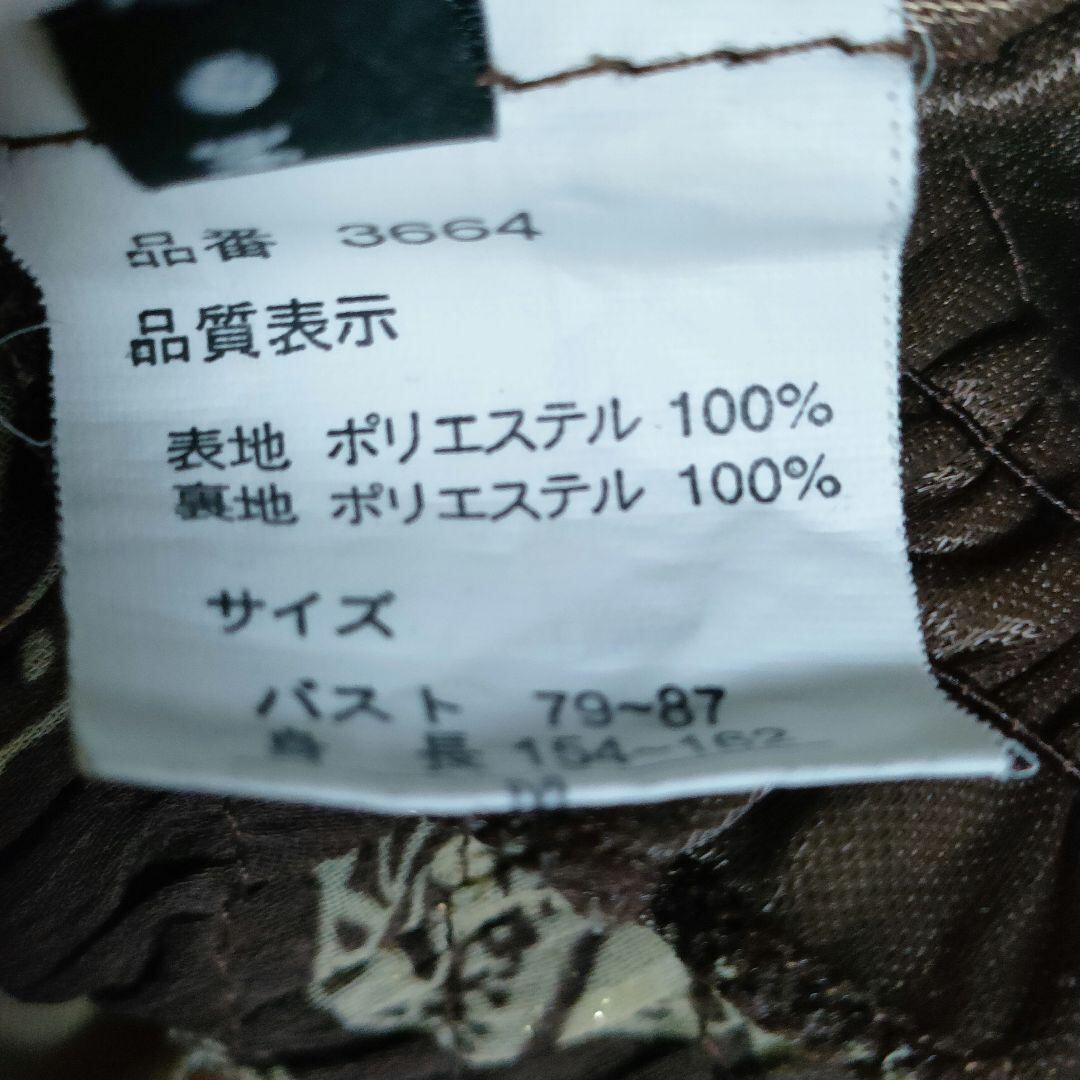 品番 3664
品質表示
表地 ポリエステル 100%
裏地 ポリエステル 100%
サイズ
バスト 79~87
身長 154~162